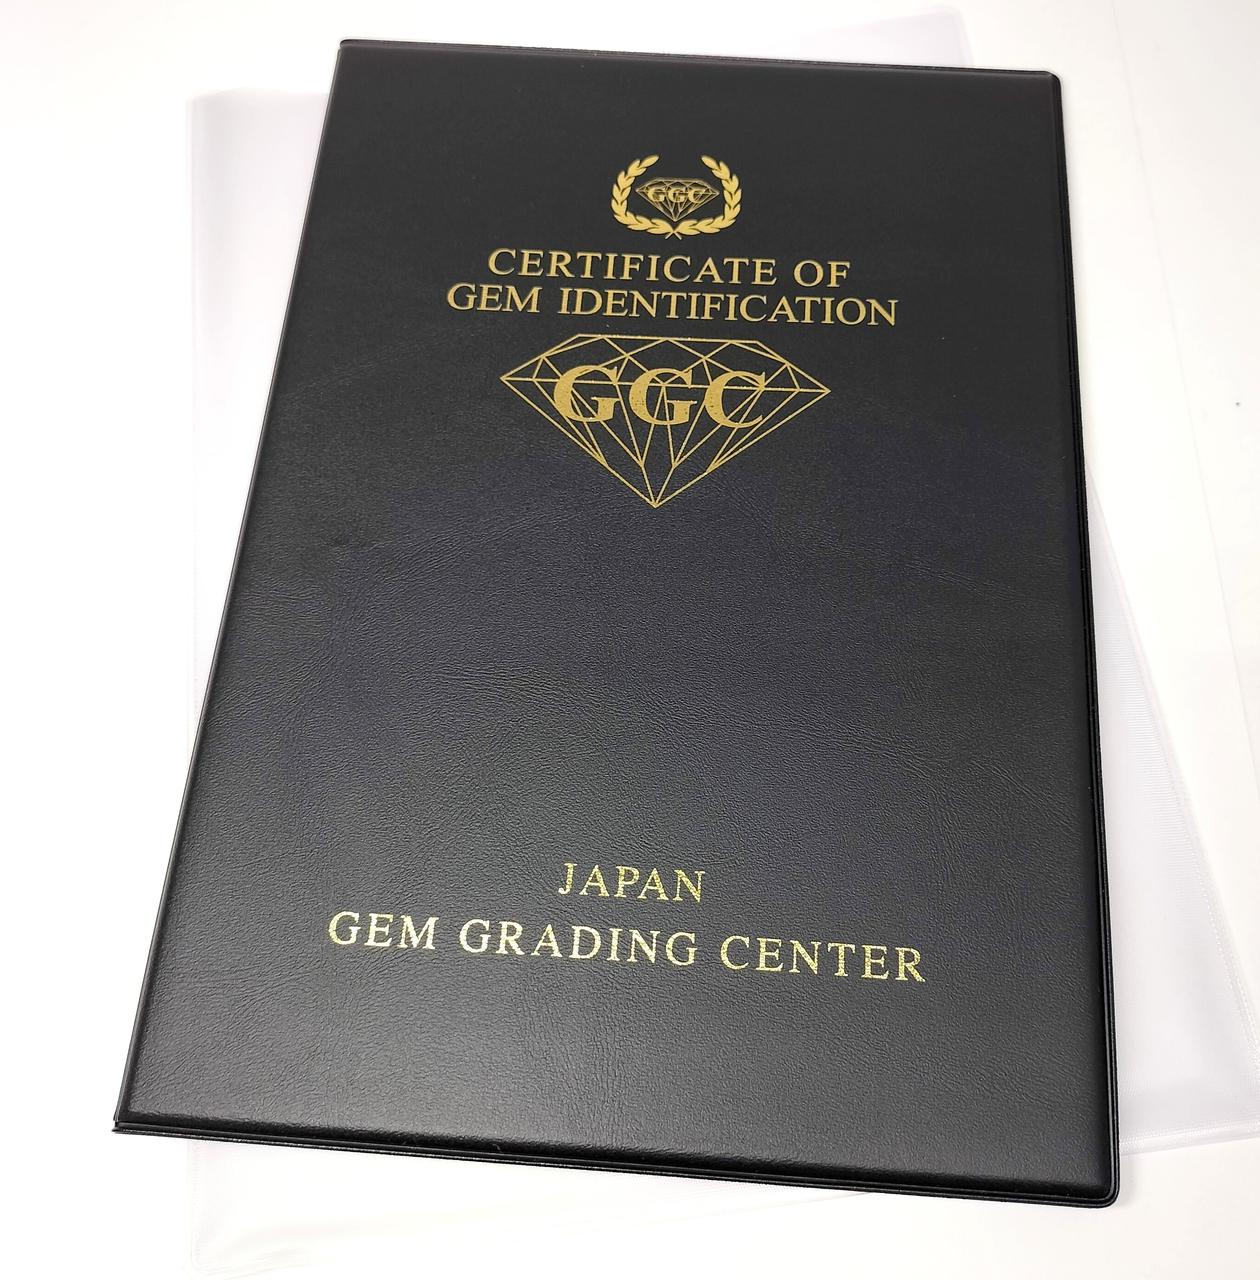 GGC
CERTIFICATE OF
GEM IDENTIFICATION
GGC
JAPAN
GEM GRADING CENTER